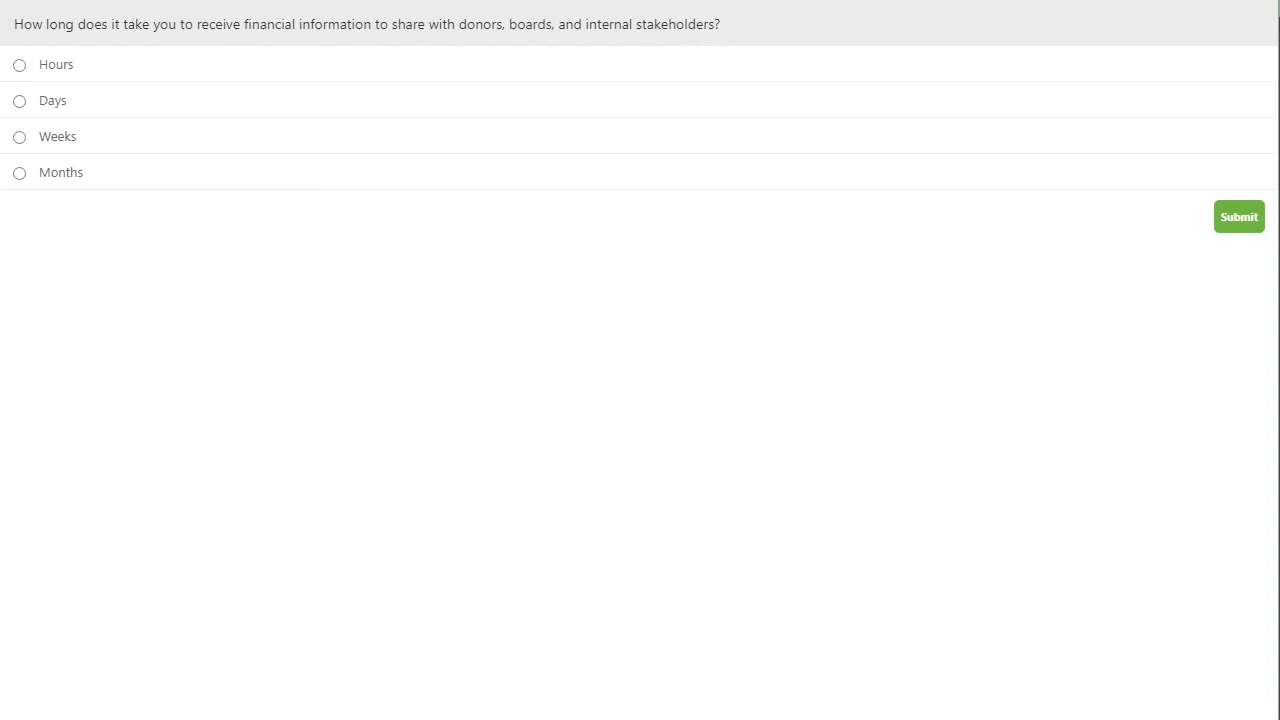 How long does it take you to receive financial information to share with donors, boards, and internal stakeholders?
Hours
Days
Weeks
Months
Submit